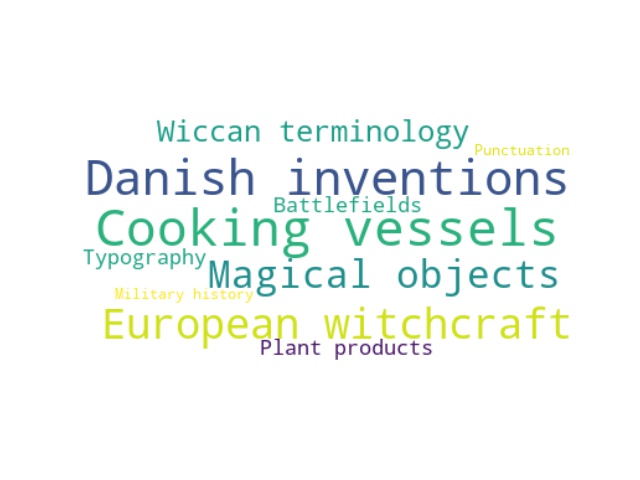 Wiccan terminology
Punctuation
Danish inventions
Battlefields
Cooking vessels
Typography
Magical objects
Military history
European witchcraft
Plant products